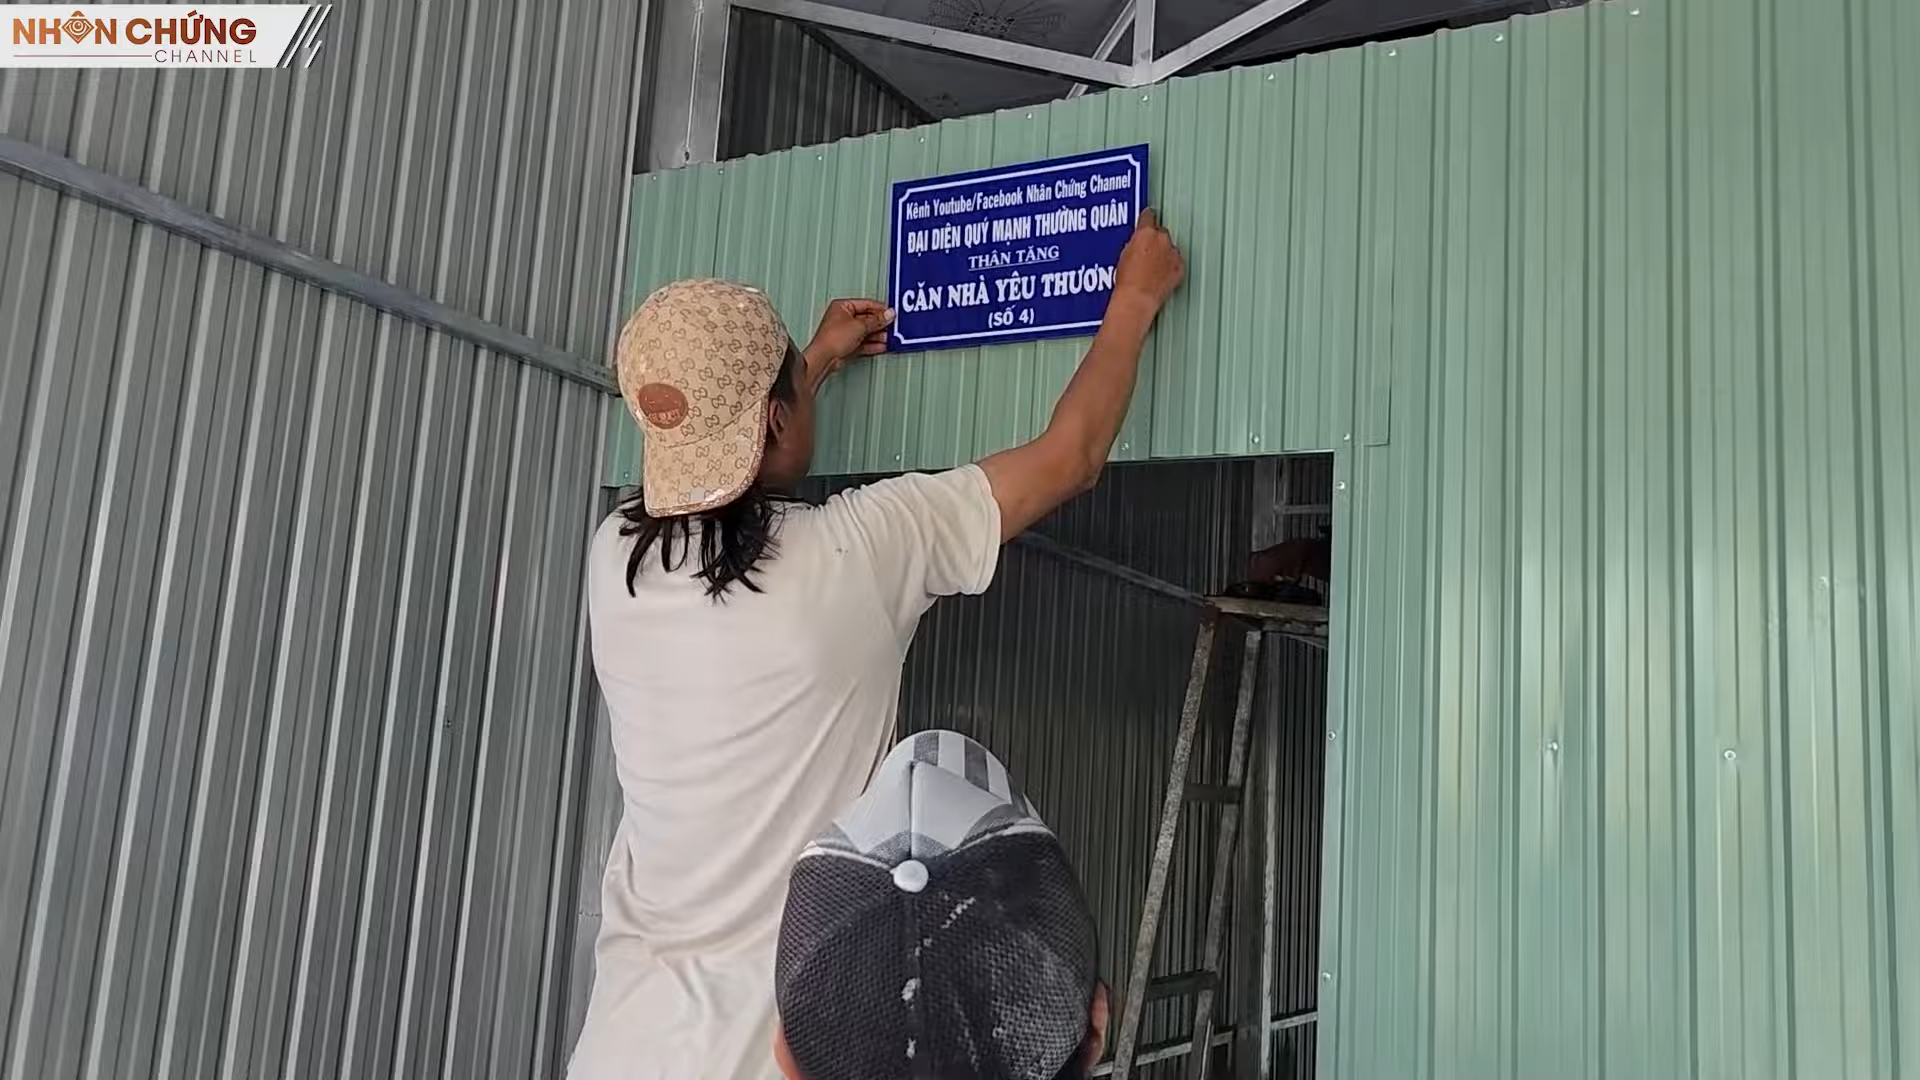 NHÂN CHỨNG
CHANNEL
Kênh Youtube/Facebook Nhân Chứng Channel
ĐẠI DIỆN QUÝ MẠNH THƯỜNG QUÂN
THÂN TẶNG
CĂN NHÀ YÊU THƯƠNG
(SỐ 4)